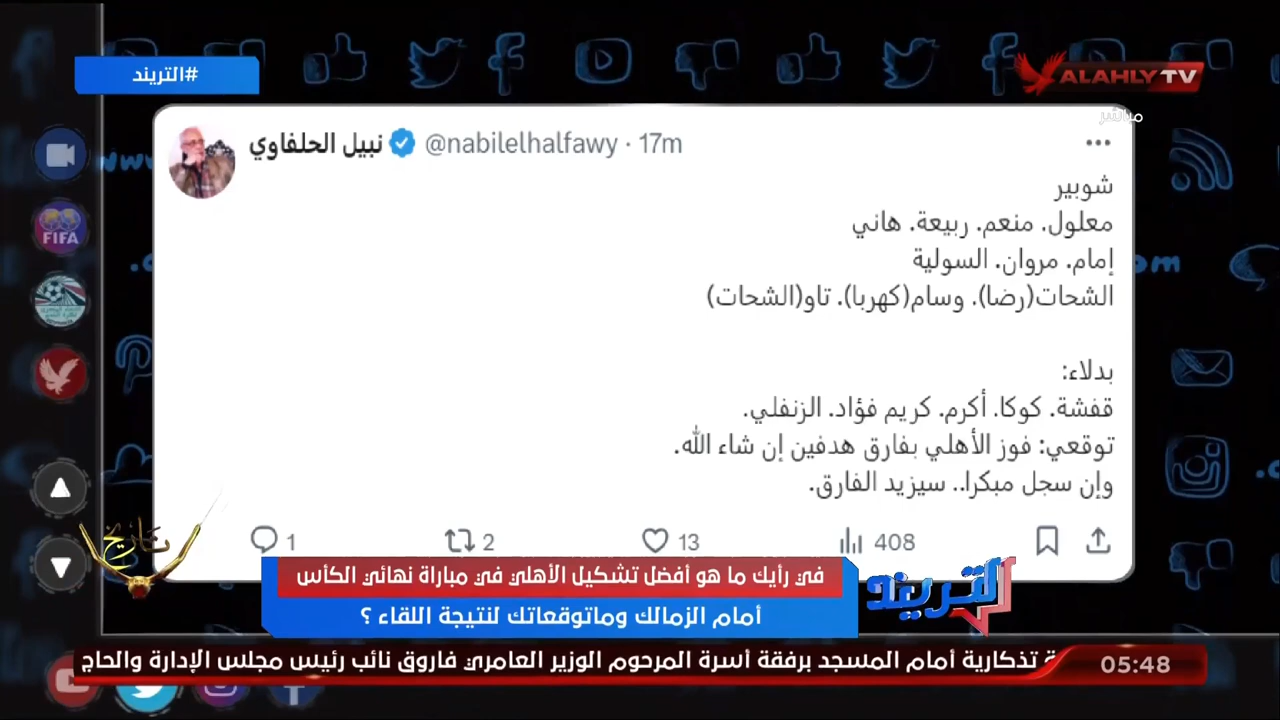 #التريند
ALAHLY TV
مباشر
نبيل الحلفاوي @nabilelhalfawy · 17m
شوبير
معلول. منعم. ربيعة. هاني
إمام. مروان. السولية
الشحات(رضا). وسام(كهربا). تاو(الشحات)
بدلاء:
قفشة. كوكا. أكرم. كريم فؤاد. الزنفلي.
توقعي: فوز الأهلي بفارق هدفين إن شاء الله.
وإن سجل مبكرا.. سيزيد الفارق.
1 2 13 408
FIFA
www
.c
om
تاريخ
في رأيك ما هو أفضل تشكيل الأهلي في مباراة نهائي الكأس
أمام الزمالك وماتوقعاتك لنتيجة اللقاء ؟
التريند
ة تذكارية أمام المسجد برفقة أسرة المرحوم الوزير العامري فاروق نائب رئيس مجلس الإدارة والحاج
05:48